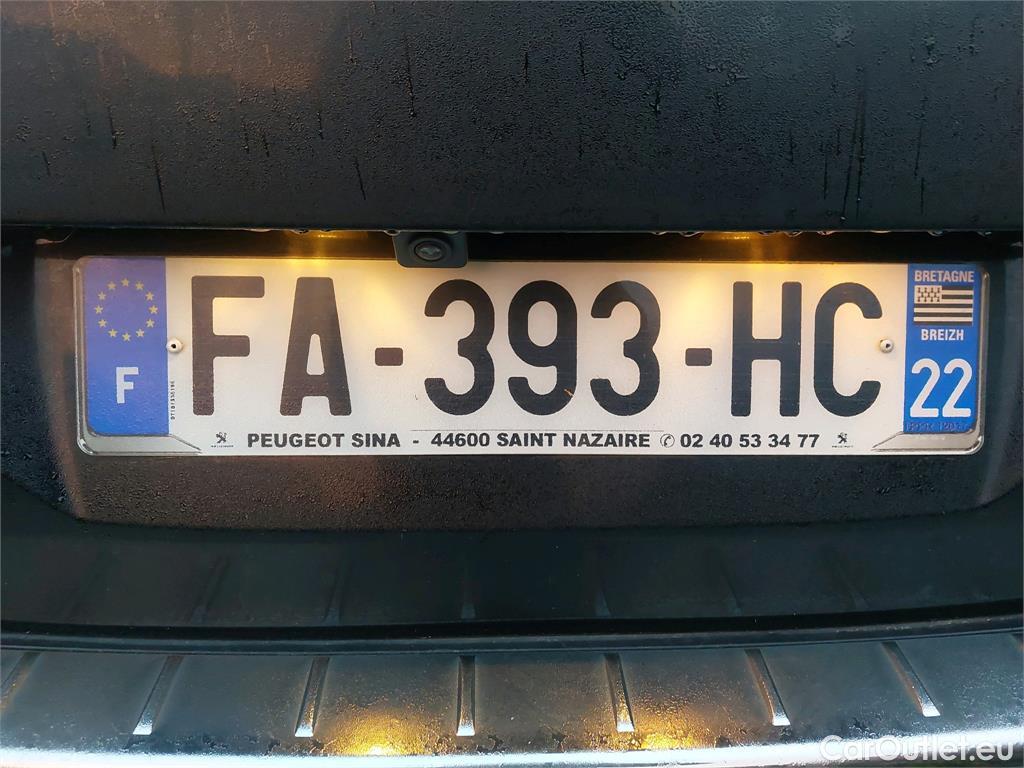 F
FA-393-HC
BRETAGNE
BREIZH
22
PEUGEOT SINA - 44600 SAINT NAZAIRE ✆ 02 40 53 34 77
CarOutlet.eu